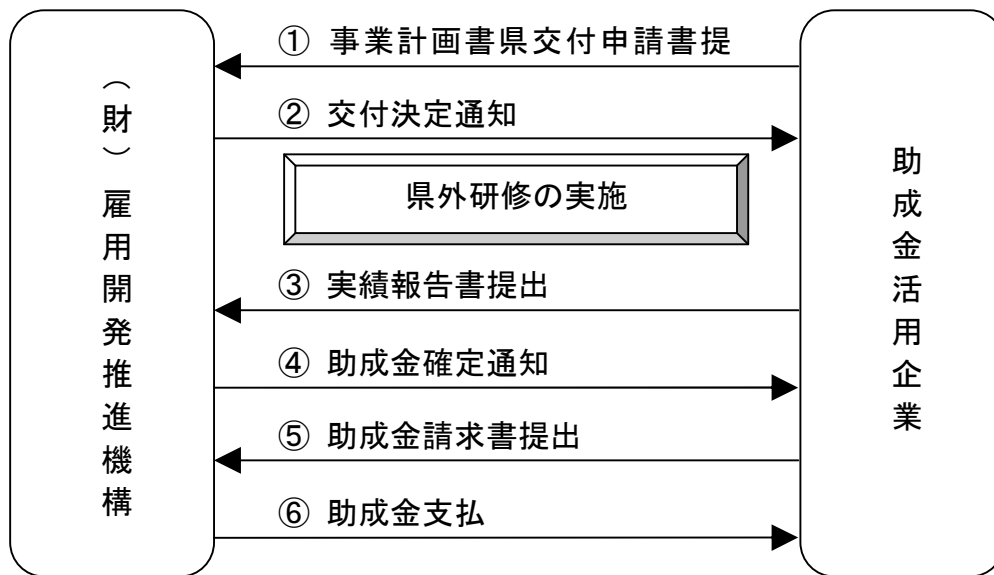 （財）雇用開発推進機構
① 事業計画書県交付申請書提
② 交付決定通知
県外研修の実施
③ 実績報告書提出
④ 助成金確定通知
⑤ 助成金請求書提出
⑥ 助成金支払
助成金活用企業